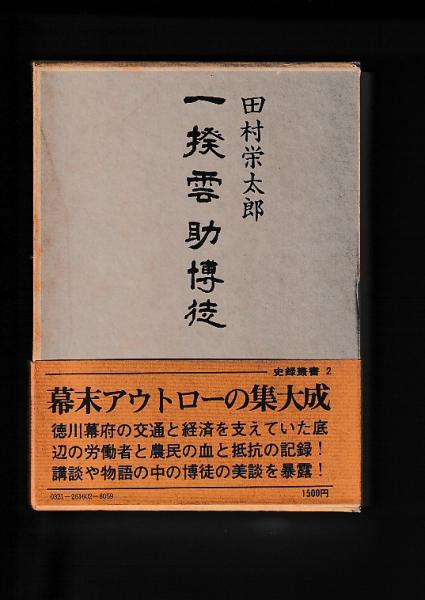 田村栄太郎
一揆雲助博徒
史録叢書 2
幕末アウトローの集大成
徳川幕府の交通と経済を支えていた底
辺の労働者と農民の血と抵抗の記録！
講談や物語の中の博徒の美談を暴露！
0321-263602-8059
1500円